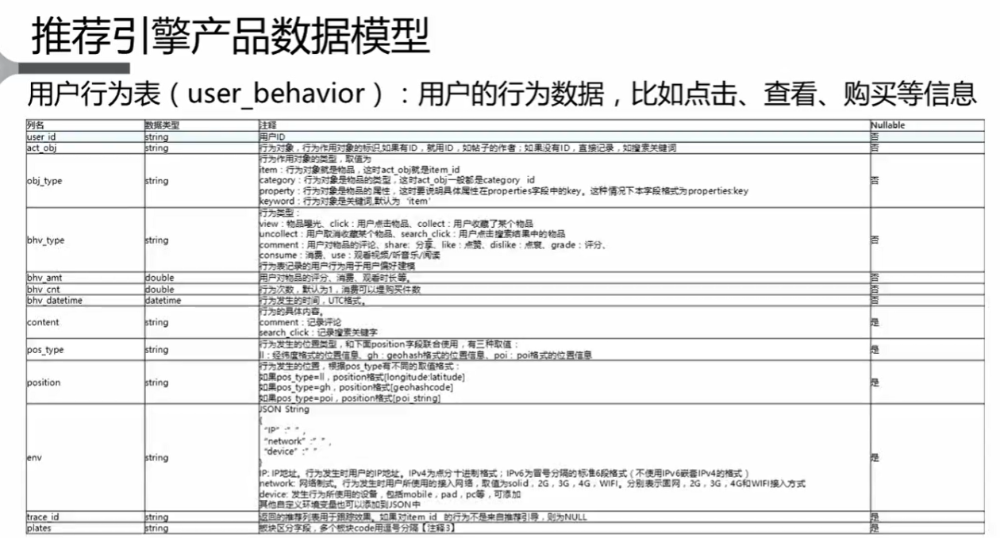 推荐引擎产品数据模型
用户行为表（user_behavior）：用户的行为数据，比如点击、查看、购买等信息
列名 数据类型 注释 Nullable
user_id string 用户ID 否
act_obj string 行为对象，行为作用对象的标识,如果有ID，就用ID，如帖子的作者；如果没有ID，直接记录，如搜索关键词 否
obj_type string 行为作用对象的类型，取值为 否
item：行为对象就是物品，这时act_obj就是item_id
category：行为对象是物品的类型，这时act_obj一般都是category id
property：行为对象是物品的属性，这时要说明具体属性在properties字段中的key。这种情况下本字段格式为properties:key
keyword：行为对象是关键词,默认为‘item’
bhv_type string 行为类型： 否
view：物品曝光、click：用户点击物品、collect：用户收藏了某个物品
uncollect：用户取消收藏某个物品、search_click：用户点击搜索结果中的物品
comment：用户对物品的评论、share: 分享、like：点赞、dislike：点衰、grade：评分、
consume：消费、use：观看视频/听音乐/阅读
行为表记录的用户行为用于用户偏好建模
bhv_amt double 用户对物品的评分、消费、观看时长等。 否
bhv_cnt double 行为次数，默认为1，消费可以埋购买件数 否
bhv_datetime datetime 行为发生的时间，UTC格式。 否
content string 行为的具体内容。 是
comment：记录评论
search_click：记录搜索关键字
pos_type string 行为发生的位置类型，和下面position字段联合使用，有三种取值： 是
ll：经纬度格式的位置信息、gh：geohash格式的位置信息、poi：poi格式的位置信息
position string 行为发生的位置，根据pos_type有不同的取值格式： 是
如果pos_type=ll，position格式[longitude:latitude]
如果pos_type=gh，position格式[geohashcode]
如果pos_type=poi，position格式[poi_string]
env string JSON String 是
{
“IP”:“ ”,
“network”:“ ”,
“device”:“ ”
}
IP: IP地址。行为发生时用户的IP地址。IPv4为点分十进制格式；IPv6为冒号分隔的标准6段格式（不使用IPv6嵌套IPv4的格式）
network: 网络制式。行为发生时用户所使用的接入网络，取值为solid，2G，3G，4G，WIFI。分别表示固网，2G，3G，4G和WIFI接入方式
device: 发生行为所使用的设备，包括mobile，pad，pc等，可添加
其他自定义环境变量也可以添加到JSON中
trace_id string 返回的推荐列表用于跟踪效果。如果对item_id 的行为不是来自推荐引导，则为NULL 是
plates string 板块区分字段，多个板块code用逗号分隔【注释3】 是